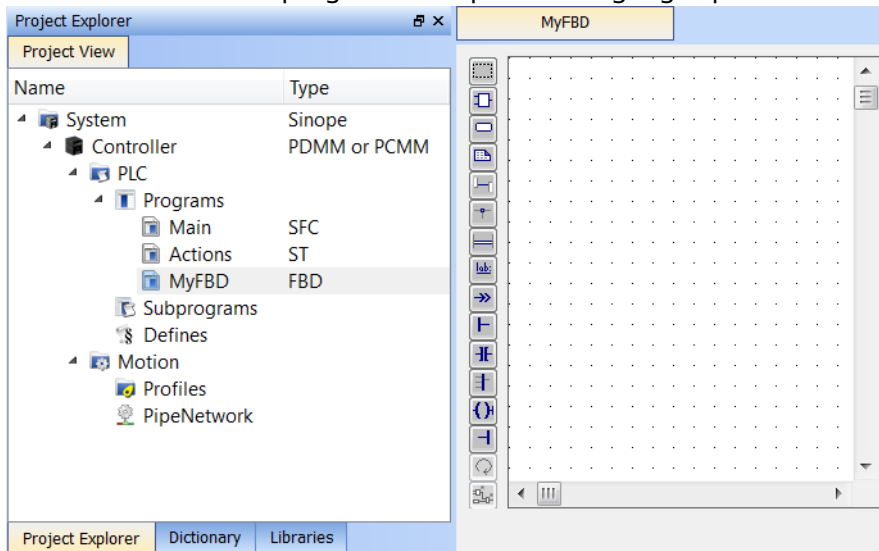 Project Explorer
MyFBD
Project View
Name Type
System Sinope
Controller PDMM or PCMM
PLC
Programs
Main SFC
Actions ST
MyFBD FBD
Subprograms
Defines
Motion
Profiles
PipeNetwork
Project Explorer Dictionary Libraries